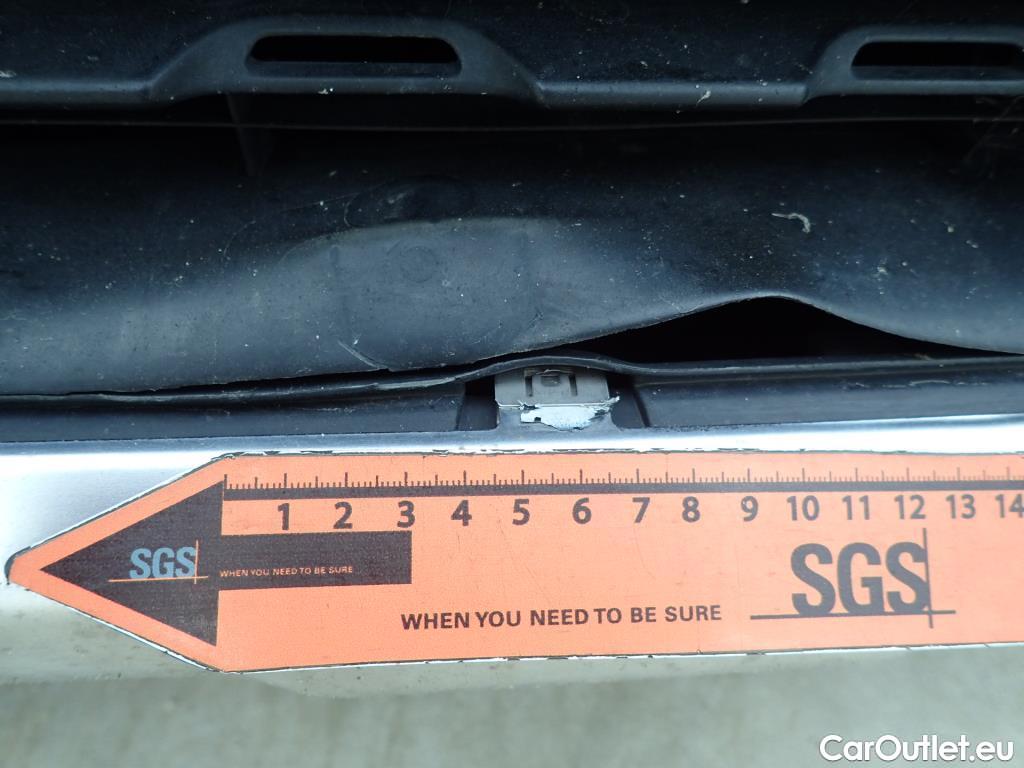 1 2 3 4 5 6 7 8 9 10 11 12 13 14
SGS
WHEN YOU NEED TO BE SURE
SGS
WHEN YOU NEED TO BE SURE
CarOutlet.eu